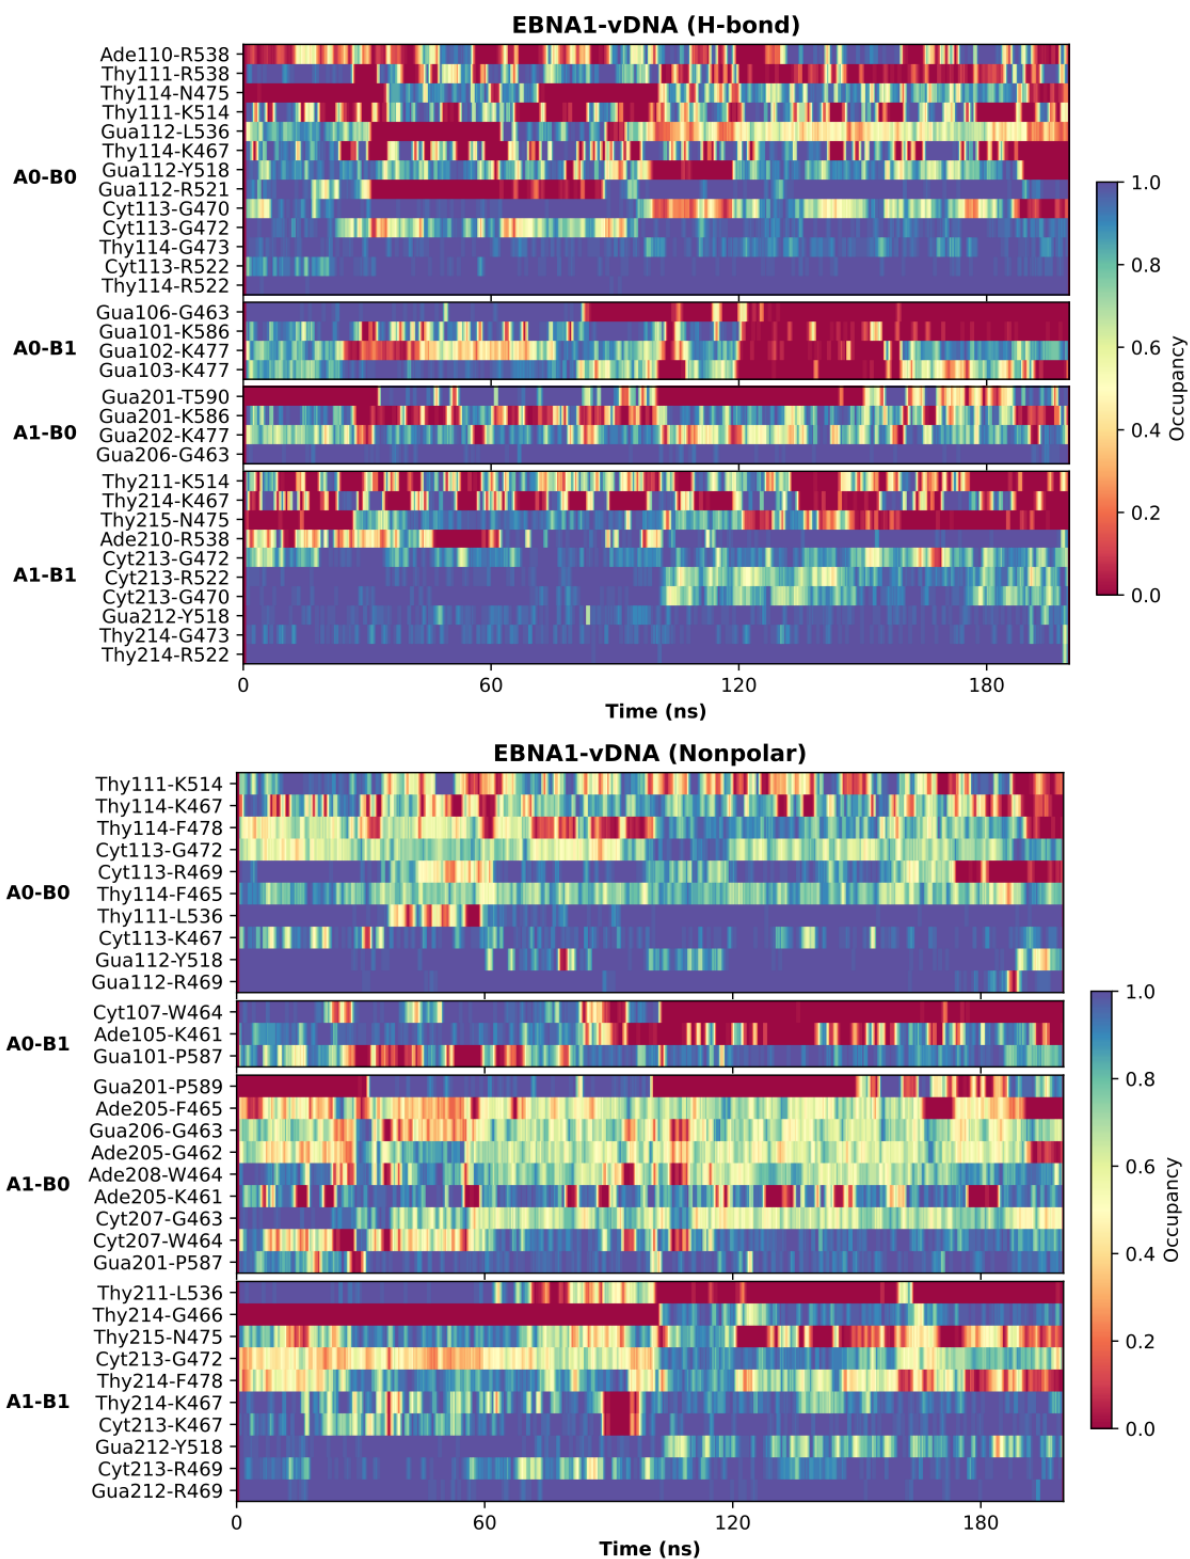 EBNA1-vDNA (H-bond)
A0-B0
Ade110-R538
Thy111-R538
Thy114-N475
Thy111-K514
Gua112-L536
Thy114-K467
Gua112-Y518
Gua112-R521
Cyt113-G470
Cyt113-G472
Thy114-G473
Cyt113-R522
Thy114-R522
A0-B1
Gua106-G463
Gua101-K586
Gua102-K477
Gua103-K477
A1-B0
Gua201-T590
Gua201-K586
Gua202-K477
Gua206-G463
A1-B1
Thy211-K514
Thy214-K467
Thy215-N475
Ade210-R538
Cyt213-G472
Cyt213-R522
Cyt213-G470
Gua212-Y518
Thy214-G473
Thy214-R522
0 60 120 180
Time (ns)
1.0
0.8
0.6
0.4
0.2
0.0
Occupancy
EBNA1-vDNA (Nonpolar)
A0-B0
Thy111-K514
Thy114-K467
Thy114-F478
Cyt113-G472
Cyt113-R469
Thy114-F465
Thy111-L536
Cyt113-K467
Gua112-Y518
Gua112-R469
A0-B1
Cyt107-W464
Ade105-K461
Gua101-P587
A1-B0
Gua201-P589
Ade205-F465
Gua206-G463
Ade205-G462
Ade208-W464
Ade205-K461
Cyt207-G463
Cyt207-W464
Gua201-P587
A1-B1
Thy211-L536
Thy214-G466
Thy215-N475
Cyt213-G472
Thy214-F478
Thy214-K467
Cyt213-K467
Gua212-Y518
Cyt213-R469
Gua212-R469
0 60 120 180
Time (ns)
1.0
0.8
0.6
0.4
0.2
0.0
Occupancy